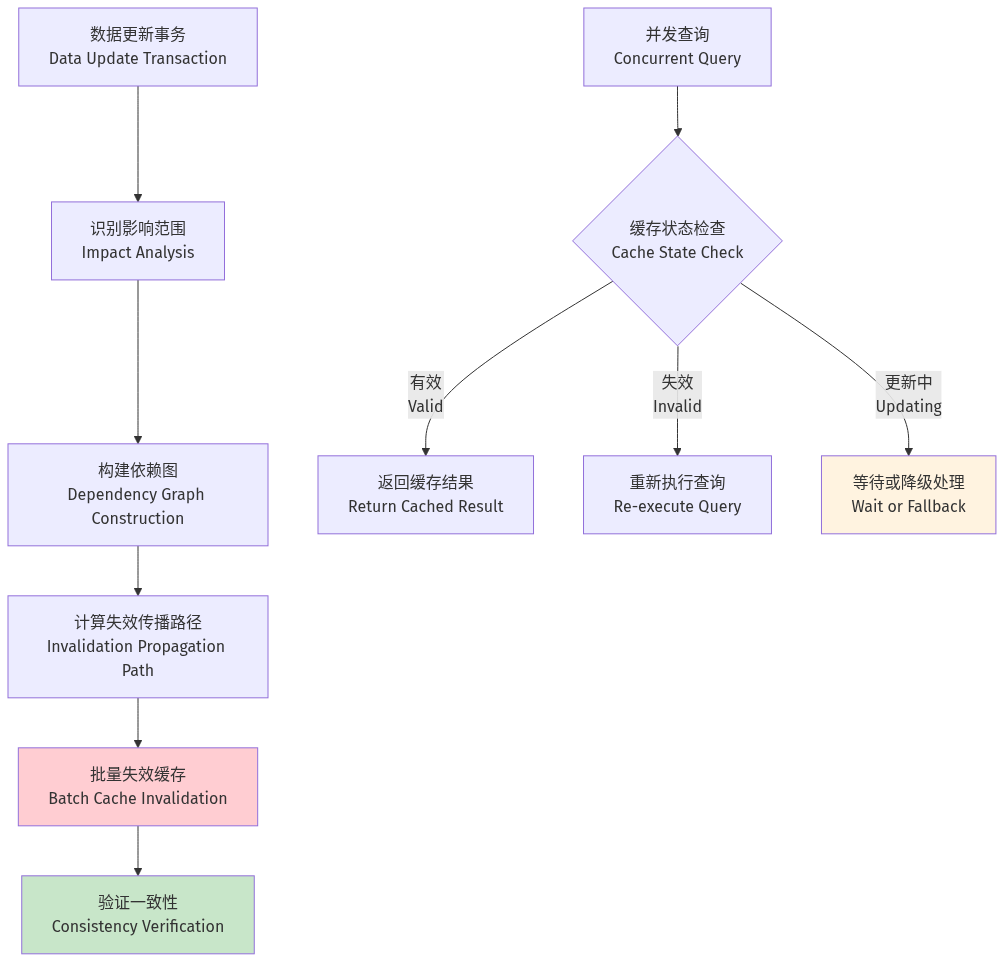 数据更新事务
Data Update Transaction
识别影响范围
Impact Analysis
构建依赖图
Dependency Graph
Construction
计算失效传播路径
Invalidation Propagation
Path
批量失效缓存
Batch Cache Invalidation
验证一致性
Consistency Verification
并发查询
Concurrent Query
缓存状态检查
Cache State Check
有效
Valid
失效
Invalid
更新中
Updating
返回缓存结果
Return Cached Result
重新执行查询
Re-execute Query
等待或降级处理
Wait or Fallback